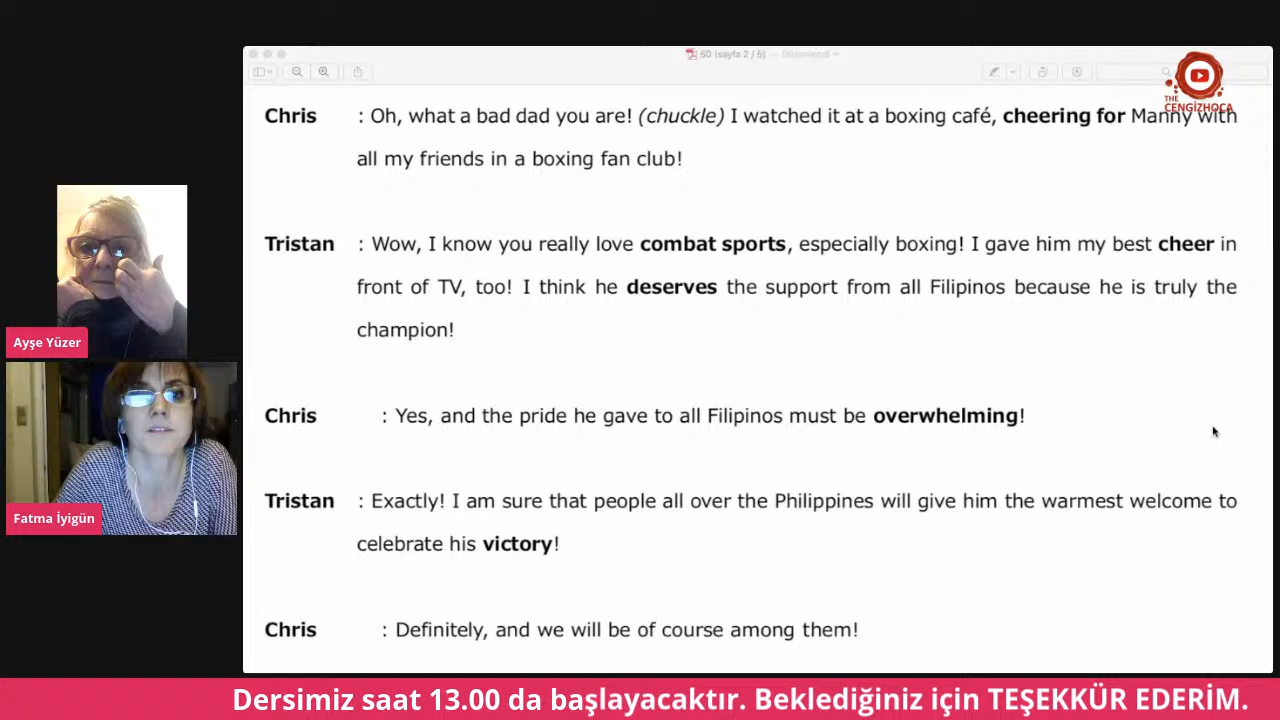 50 (sayfa 2 / 5) — Düzenlendi
THE
CENGİZHOCA
Chris : Oh, what a bad dad you are! (chuckle) I watched it at a boxing café, cheering for Manny with
all my friends in a boxing fan club!
Tristan : Wow, I know you really love combat sports, especially boxing! I gave him my best cheer in
front of TV, too! I think he deserves the support from all Filipinos because he is truly the
champion!
Chris : Yes, and the pride he gave to all Filipinos must be overwhelming!
Tristan : Exactly! I am sure that people all over the Philippines will give him the warmest welcome to
celebrate his victory!
Chris : Definitely, and we will be of course among them!
Ayşe Yüzer
Fatma İyigün
Dersimiz saat 13.00 da başlayacaktır. Beklediğiniz için TEŞEKKÜR EDERİM.